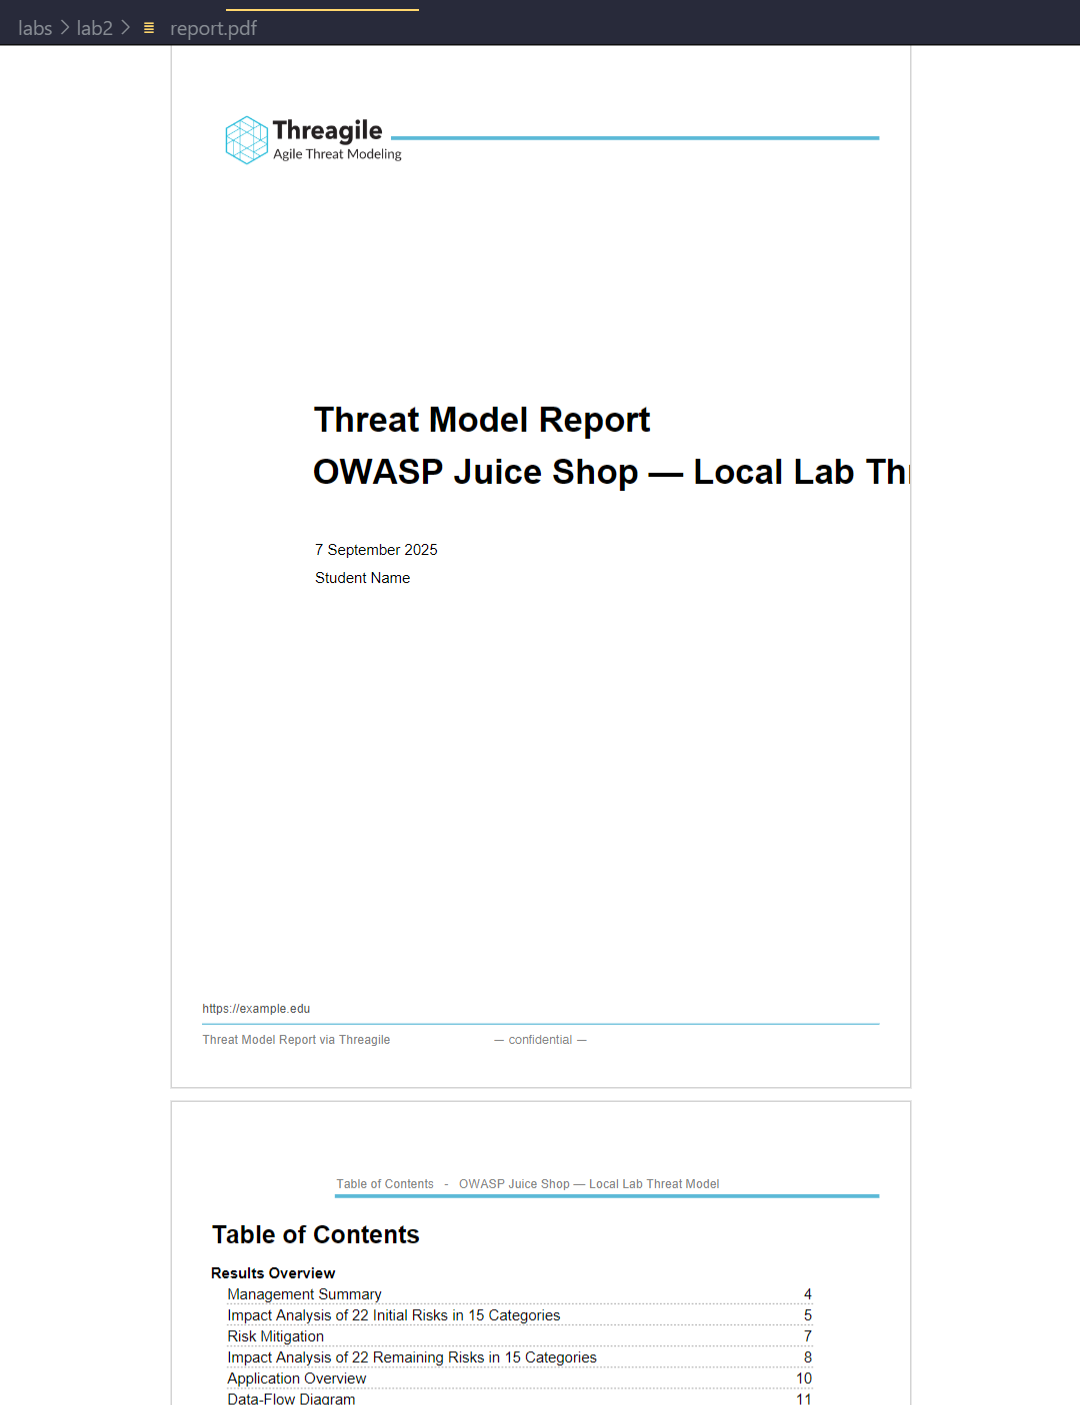 labs > lab2 > report.pdf
Threagile
Agile Threat Modeling
Threat Model Report
OWASP Juice Shop — Local Lab Th
7 September 2025
Student Name
https://example.edu
Threat Model Report via Threagile — confidential —
Table of Contents - OWASP Juice Shop — Local Lab Threat Model
Table of Contents
Results Overview
Management Summary 4
Impact Analysis of 22 Initial Risks in 15 Categories 5
Risk Mitigation 7
Impact Analysis of 22 Remaining Risks in 15 Categories 8
Application Overview 10
Data-Flow Diagram 11